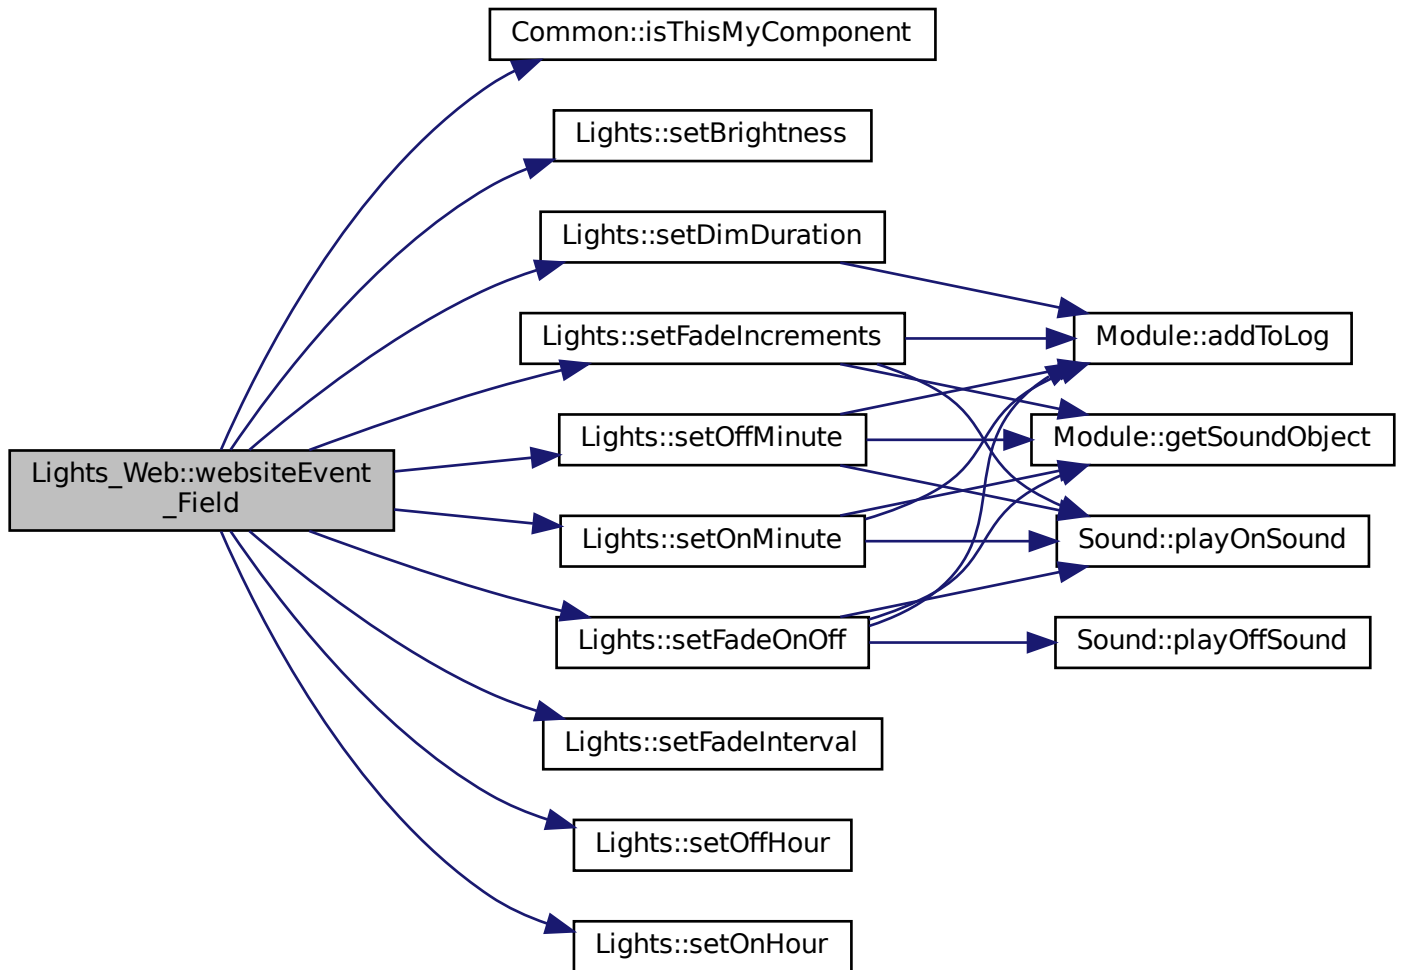 Common::isThisMyComponent
Lights::setBrightness
Lights::setDimDuration
Lights::setFadeIncrements
Module::addToLog
Lights::setOffMinute
Module::getSoundObject
Lights_Web::websiteEvent
_Field
Lights::setOnMinute
Sound::playOnSound
Lights::setFadeOnOff
Sound::playOffSound
Lights::setFadeInterval
Lights::setOffHour
Lights::setOnHour